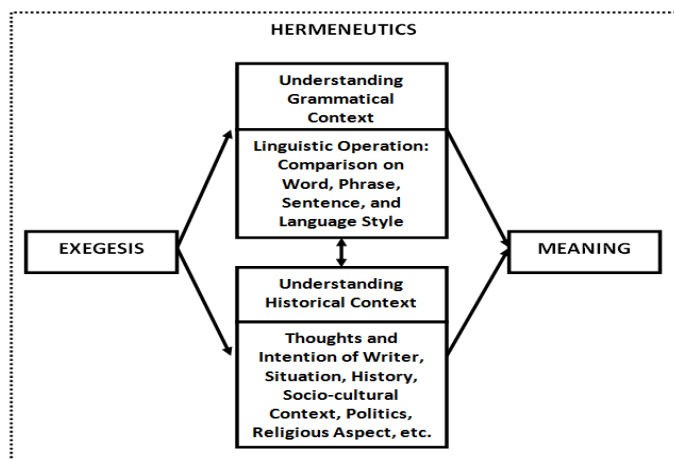 HERMENEUTICS
Understanding
Grammatical
Context
Linguistic Operation:
Comparison on
Word, Phrase,
Sentence, and
Language Style
EXEGESIS
MEANING
Understanding
Historical Context
Thoughts and
Intention of Writer,
Situation, History,
Socio-cultural
Context, Politics,
Religious Aspect, etc.